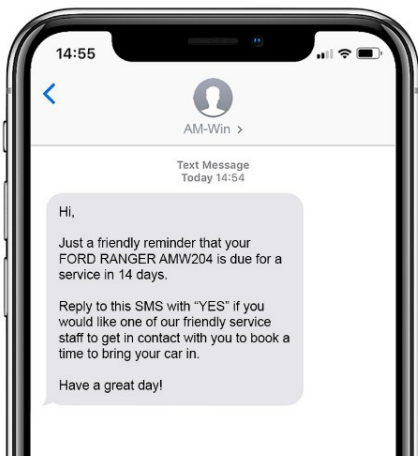 14:55
AM-Win >
Text Message
Today 14:54
Hi,
Just a friendly reminder that your
FORD RANGER AMW204 is due for a
service in 14 days.
Reply to this SMS with “YES” if you
would like one of our friendly service
staff to get in contact with you to book a
time to bring your car in.
Have a great day!